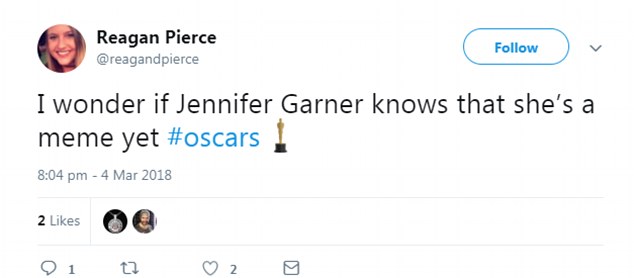 Reagan Pierce
@reagandpierce
Follow
I wonder if Jennifer Garner knows that she's a
meme yet #oscars
8:04 pm - 4 Mar 2018
2 Likes
1
2